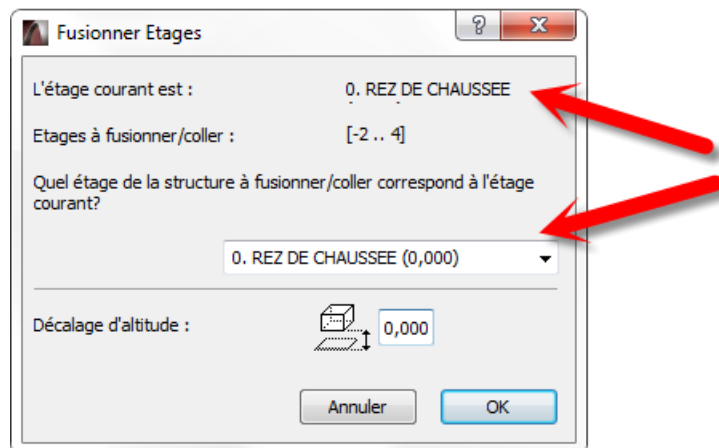 Fusionner Etages
L'étage courant est : 0. REZ DE CHAUSSEE
Etages à fusionner/coller : [-2 .. 4]
Quel étage de la structure à fusionner/coller correspond à l'étage
courant?
0. REZ DE CHAUSSEE (0,000)
Décalage d'altitude : 0,000
Annuler OK